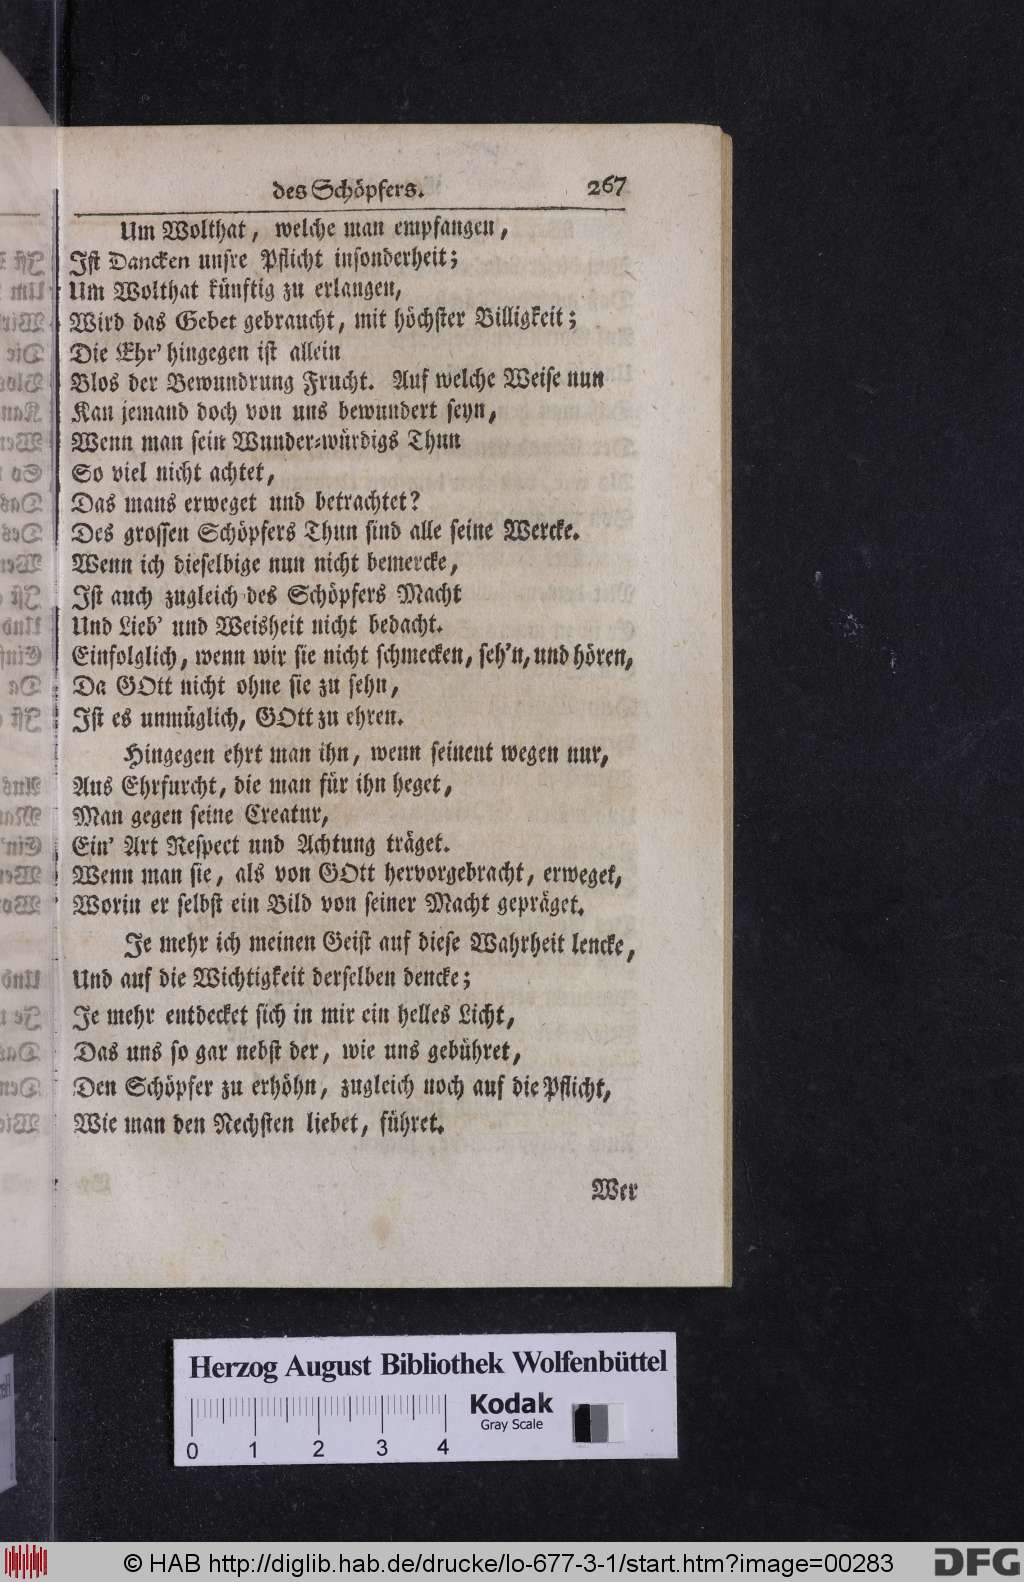 des Schöpfers. 267
Um Wolthat, welche man empfangen,
Ist Dancken unsre Pflicht insonderheit;
Um Wolthat künftig zu erlangen,
Wird das Gebet gebraucht, mit höchster Billigkeit;
Die Ehr' hingegen ist allein
Blos der Bewundrung Frucht. Auf welche Weise nun
Kan jemand doch von uns bewundert seyn,
Wenn man sein Wunder-würdigs Thun
So viel nicht achtet,
Das mans erweget und betrachtet?
Des grossen Schöpfers Thun sind alle seine Wercke.
Wenn ich dieselbige nun nicht bemercke,
Ist auch zugleich des Schöpfers Macht
Und Lieb' und Weisheit nicht bedacht.
Einfolglich, wenn wir sie nicht schmecken, seh'n, und hören,
Da GOtt nicht ohne sie zu sehn,
Ist es unmüglich, GOtt zu ehren.
Hingegen ehrt man ihn, wenn seinent wegen nur,
Aus Ehrfurcht, die man für ihn heget,
Man gegen seine Creatur,
Ein' Art Respect und Achtung träget.
Wenn man sie, als von GOtt hervorgebracht, erweget,
Worin er selbst ein Bild von seiner Macht gepräget.
Je mehr ich meinen Geist auf diese Wahrheit lencke,
Und auf die Wichtigkeit derselben dencke;
Je mehr entdecket sich in mir ein helles Licht,
Das uns so gar nebst der, wie uns gebühret,
Den Schöpfer zu erhöhn, zugleich noch auf die Pflicht,
Wie man den Nechsten liebet, führet.
Wer
Herzog August Bibliothek Wolfenbüttel
Kodak
Gray Scale
0 1 2 3 4
© HAB http://diglib.hab.de/drucke/lo-677-3-1/start.htm?image=00283
DFG